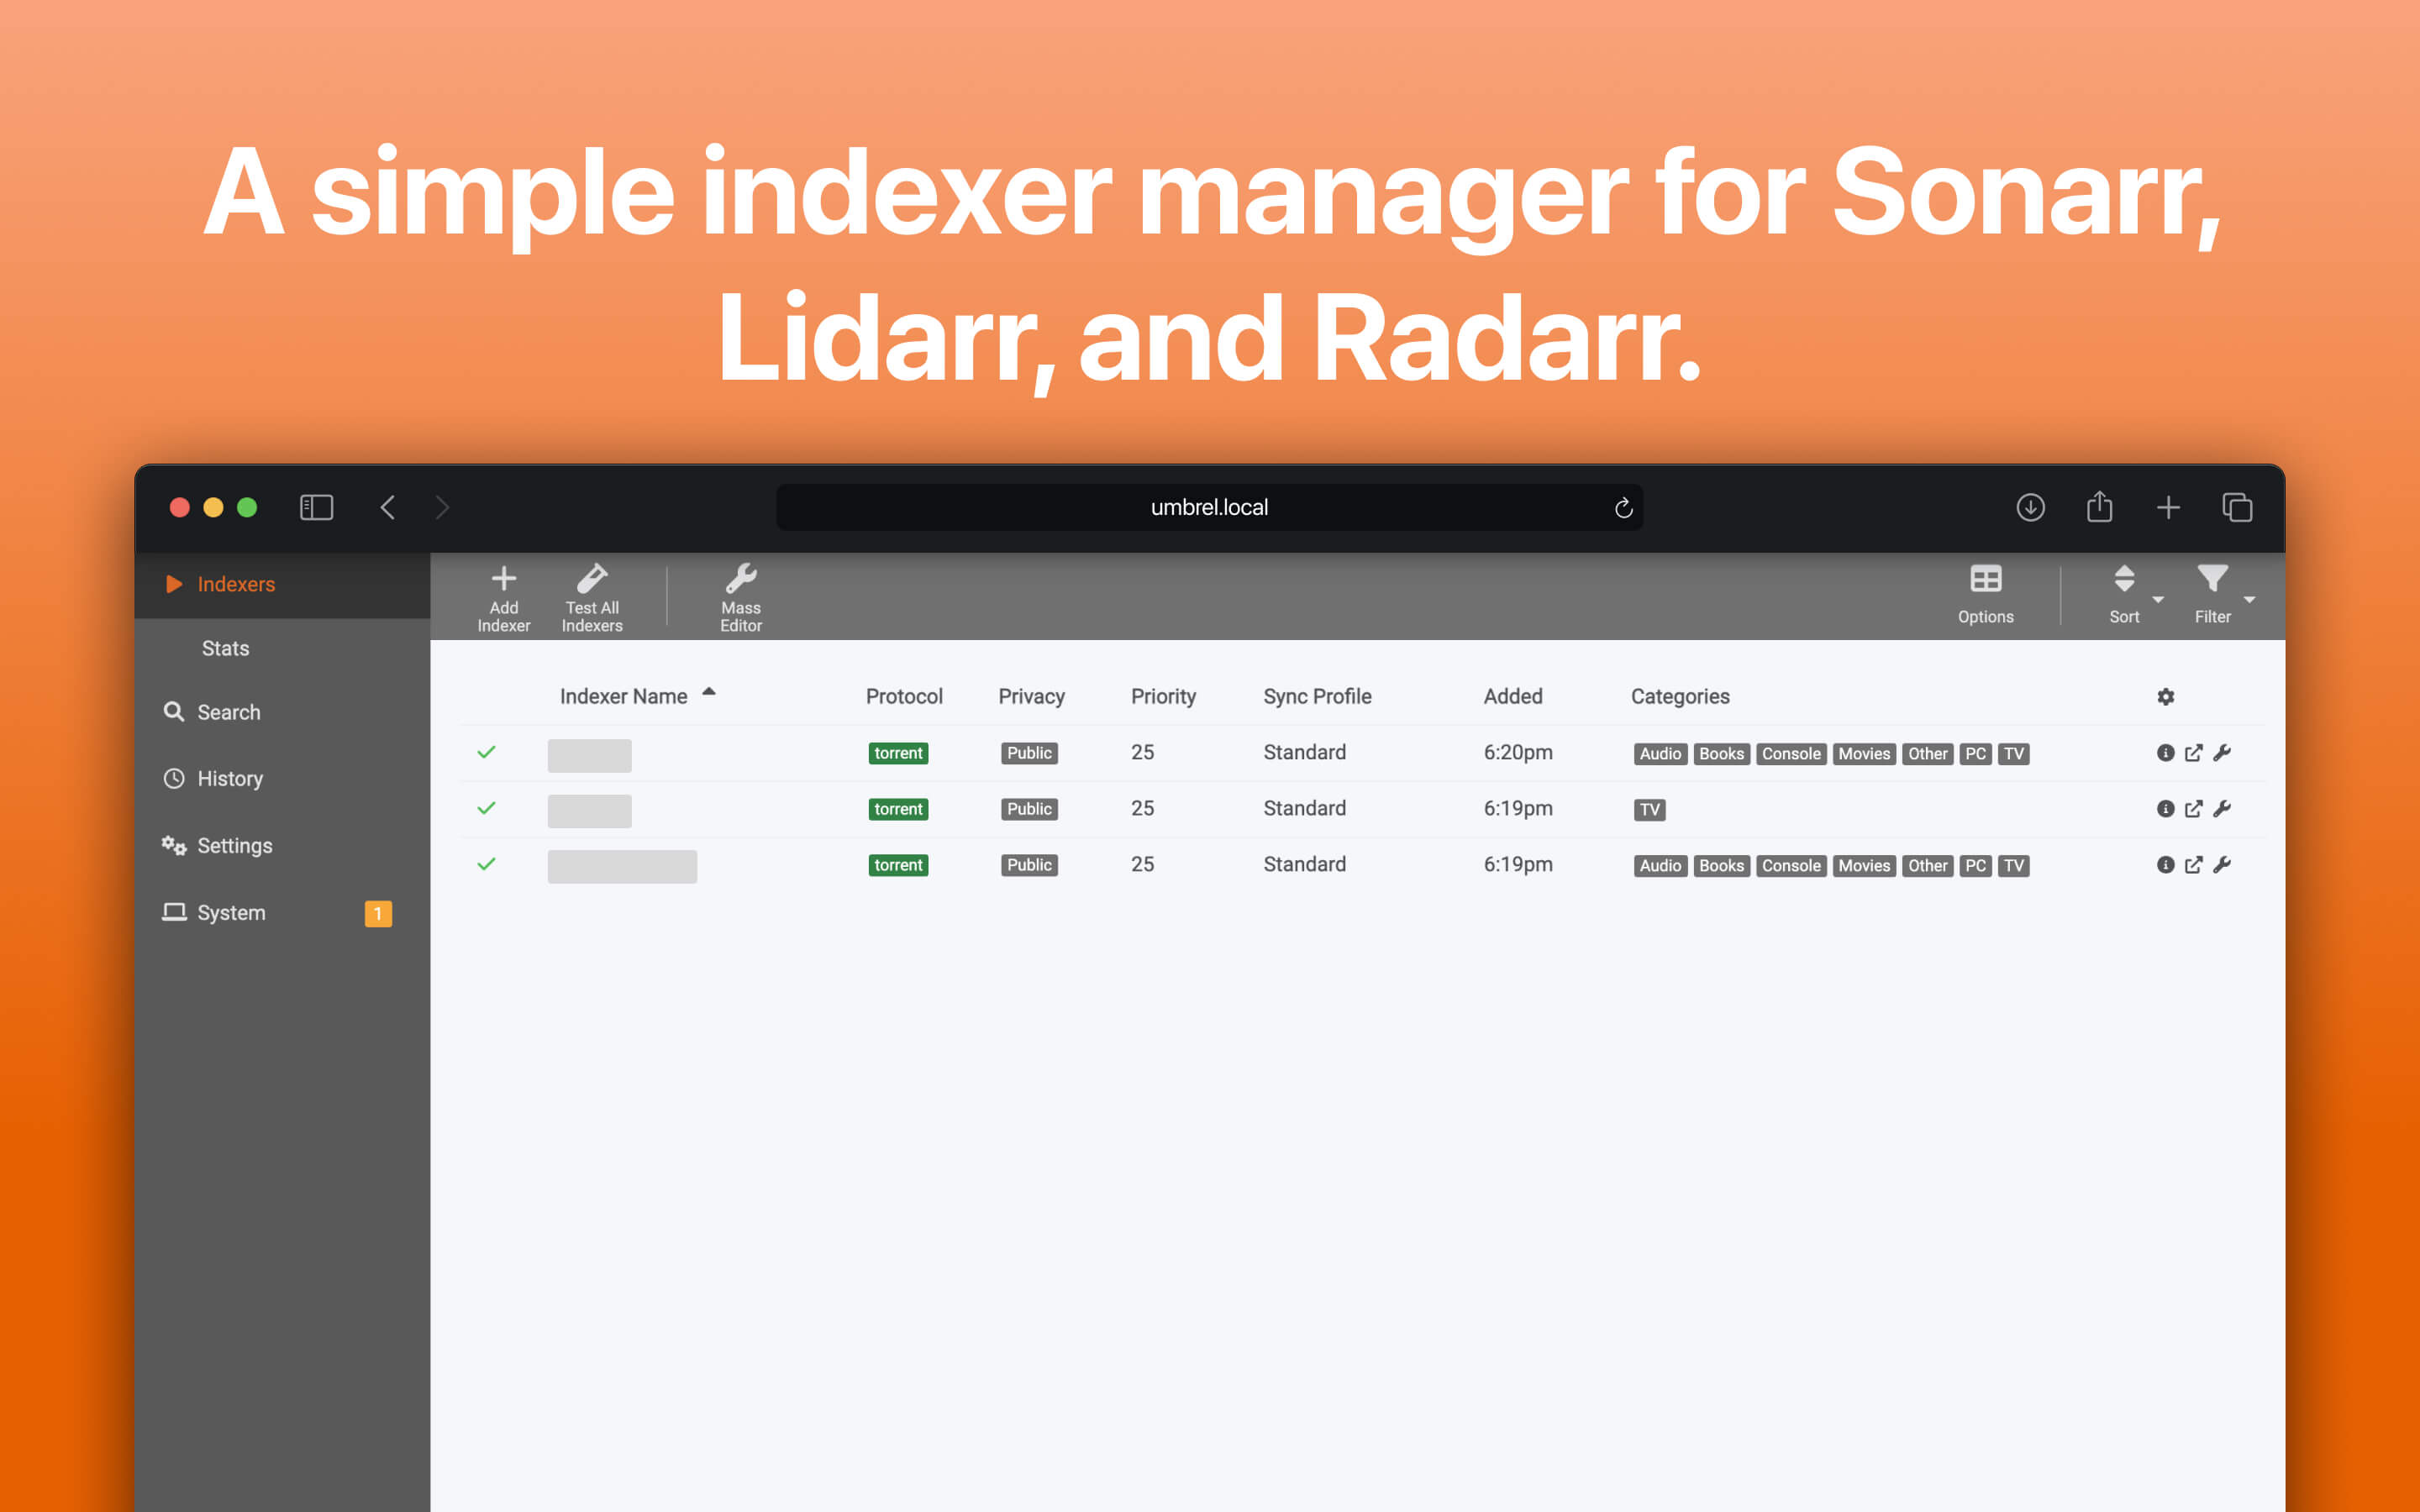 A simple indexer manager for Sonarr,
Lidarr, and Radarr.
umbrel.local
Indexers
Stats
Search
History
Settings
System 1
Add
Indexer
Test All
Indexers
Mass
Editor
Options
Sort
Filter
Indexer Name Protocol Privacy Priority Sync Profile Added Categories
torrent Public 25 Standard 6:20pm Audio Books Console Movies Other PC TV
torrent Public 25 Standard 6:19pm TV
torrent Public 25 Standard 6:19pm Audio Books Console Movies Other PC TV